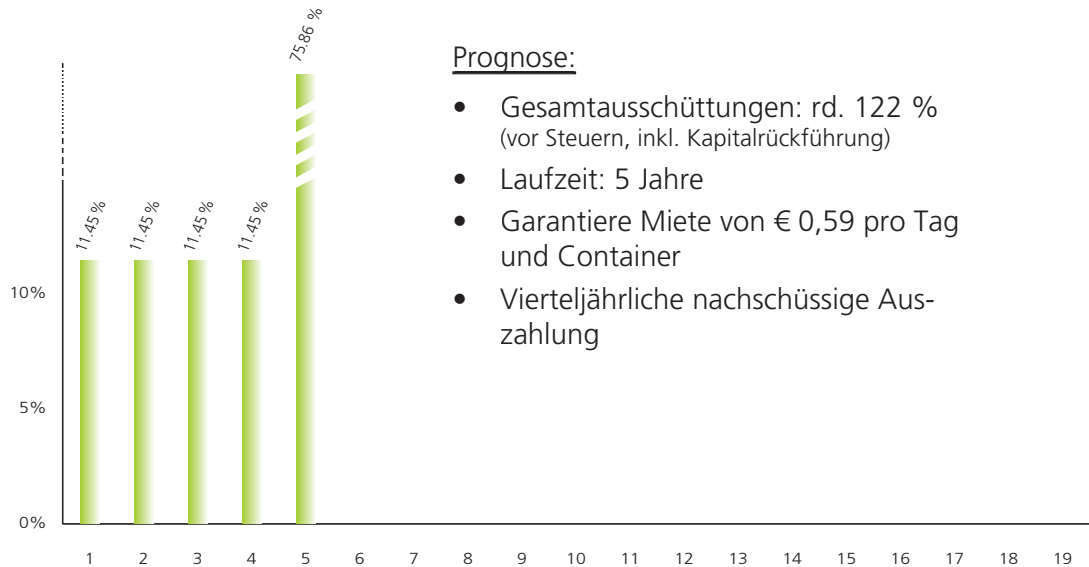 75.86 %
11.45 %
11.45 %
11.45 %
11.45 %
10%
5%
0%
1 2 3 4 5 6 7 8 9 10 11 12 13 14 15 16 17 18 19
Prognose:
• Gesamtausschüttungen: rd. 122 %
(vor Steuern, inkl. Kapitalrückführung)
• Laufzeit: 5 Jahre
• Garantiere Miete von € 0,59 pro Tag
und Container
• Vierteljährliche nachschüssige Aus-
zahlung